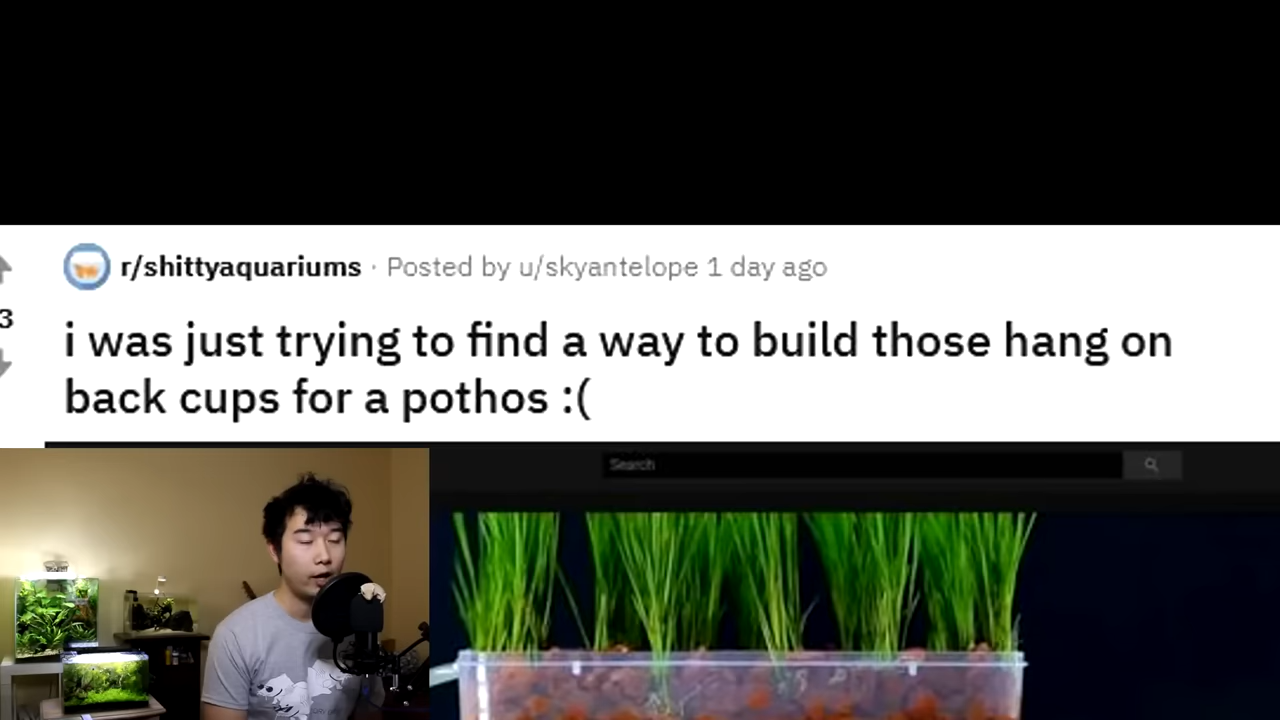 r/shittyaquariums · Posted by u/skyantelope 1 day ago
3
i was just trying to find a way to build those hang on
back cups for a pothos :(
Search